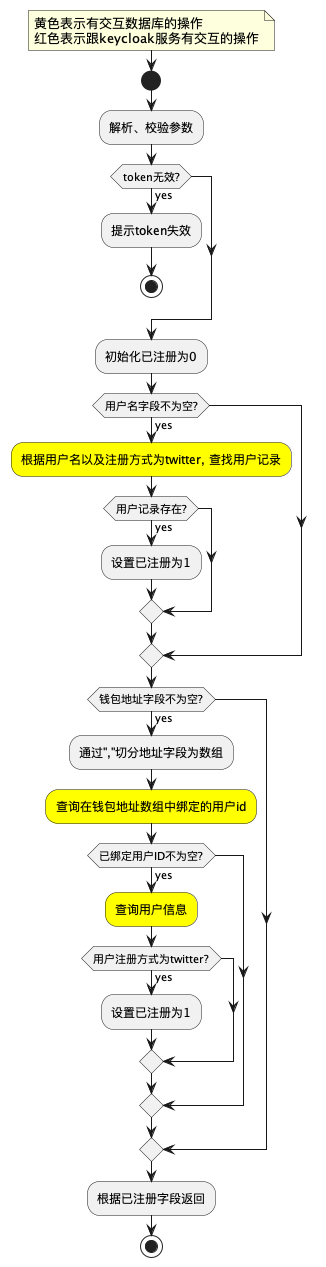 黄色表示有交互数据库的操作
红色表示跟keycloak服务有交互的操作
解析、校验参数
token无效?
yes
提示token失效
初始化已注册为0
用户名字段不为空?
yes
根据用户名以及注册方式为twitter, 查找用户记录
用户记录存在?
yes
设置已注册为1
钱包地址字段不为空?
yes
通过","切分地址字段为数组
查询在钱包地址数组中绑定的用户id
已绑定用户ID不为空?
yes
查询用户信息
用户注册方式为twitter?
yes
设置已注册为1
根据已注册字段返回